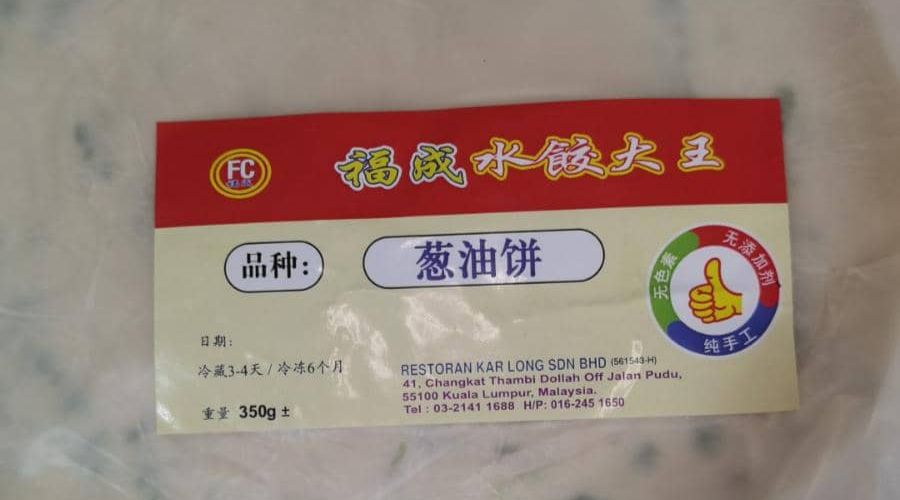 FC
福成
福成水餃大王
品种:
葱油饼
无色素
无添加剂
纯手工
日期:
冷藏3-4天 / 冷冻6个月
重量 350g ±
RESTORAN KAR LONG SDN BHD (561543-H)
41, Changkat Thambi Dollah Off Jalan Pudu,
55100 Kuala Lumpur, Malaysia.
Tel : 03-2141 1688 H/P: 016-245 1650